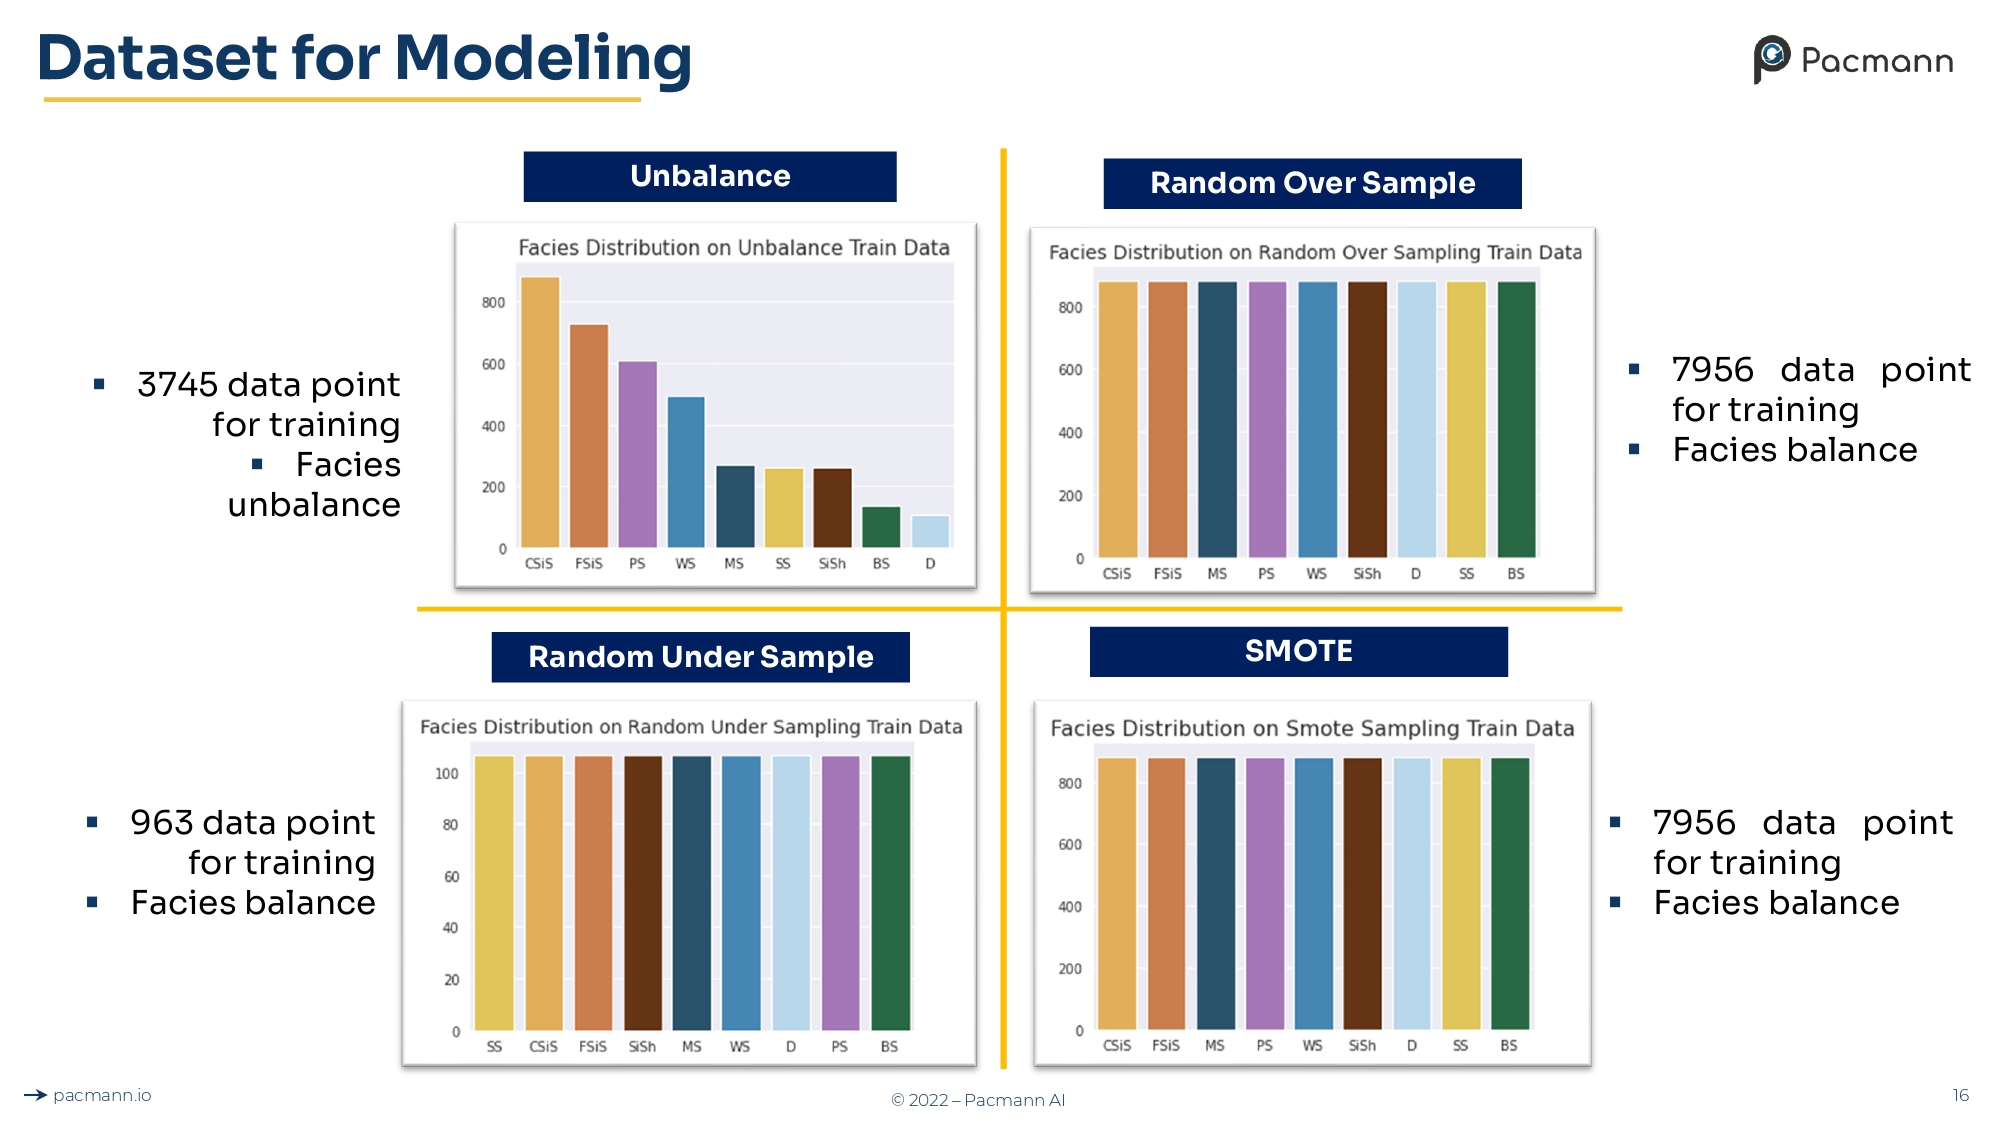 Dataset for Modeling
Pacmann
Unbalance
Facies Distribution on Unbalance Train Data
800
600
400
200
0
CSiS FSiS PS WS MS SS SiSh BS D
▪ 3745 data point
for training
▪ Facies
unbalance
Random Over Sample
Facies Distribution on Random Over Sampling Train Data
800
600
400
200
0
CSiS FSiS MS PS WS SiSh D SS BS
▪ 7956 data point
for training
▪ Facies balance
Random Under Sample
Facies Distribution on Random Under Sampling Train Data
100
80
60
40
20
0
SS CSiS FSiS SiSh MS WS D PS BS
▪ 963 data point
for training
▪ Facies balance
SMOTE
Facies Distribution on Smote Sampling Train Data
800
600
400
200
0
CSiS FSiS MS PS WS SiSh D SS BS
▪ 7956 data point
for training
▪ Facies balance
pacmann.io
© 2022 – Pacmann AI
16